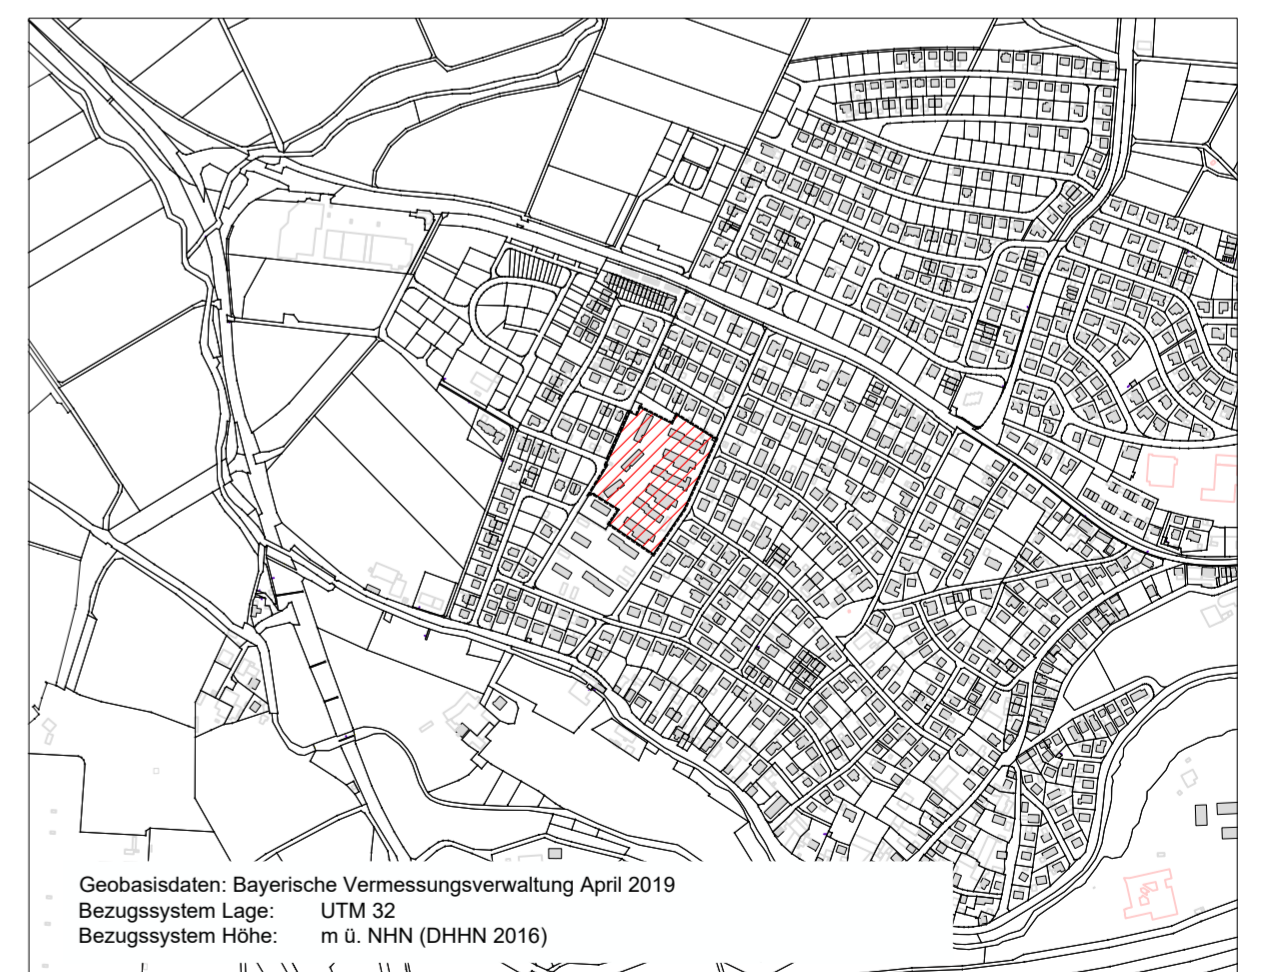 Geobasisdaten: Bayerische Vermessungsverwaltung April 2019
Bezugssystem Lage: UTM 32
Bezugssystem Höhe: m ü. NHN (DHHN 2016)